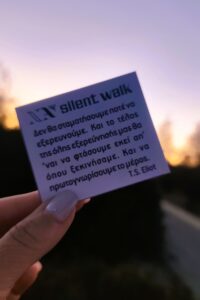 silent walk
Δεν θα σταματήσουμε ποτέ να
εξερευνούμε. Και το τέλος
της όλης εξερεύνησής μας θα
'ναι να φτάσουμε εκεί απ'
όπου ξεκινήσαμε. Και να
πρωτογνωρίσουμε το μέρος.
T.S. Eliot